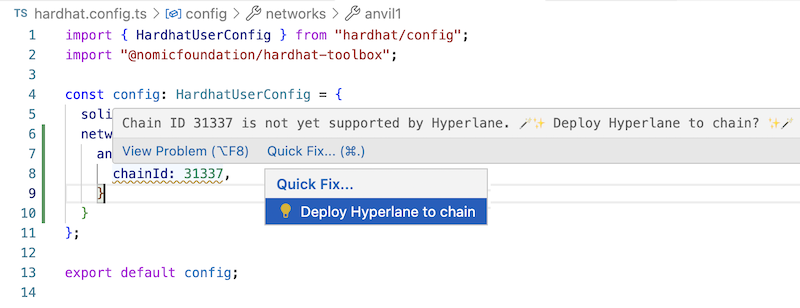 TS hardhat.config.ts > config > networks > anvil1
1 import { HardhatUserConfig } from "hardhat/config";
2 import "@nomicfoundation/hardhat-toolbox";
3
4 const config: HardhatUserConfig = {
5 soli
Chain ID 31337 is not yet supported by Hyperlane. 🪄✨ Deploy Hyperlane to chain? ✨🪄
6 netw
View Problem (⌥F8) Quick Fix... (⌘.)
7 an
8 chainId: 31337,
Quick Fix...
9 }
💡 Deploy Hyperlane to chain
10 }
11 };
12
13 export default config;
14